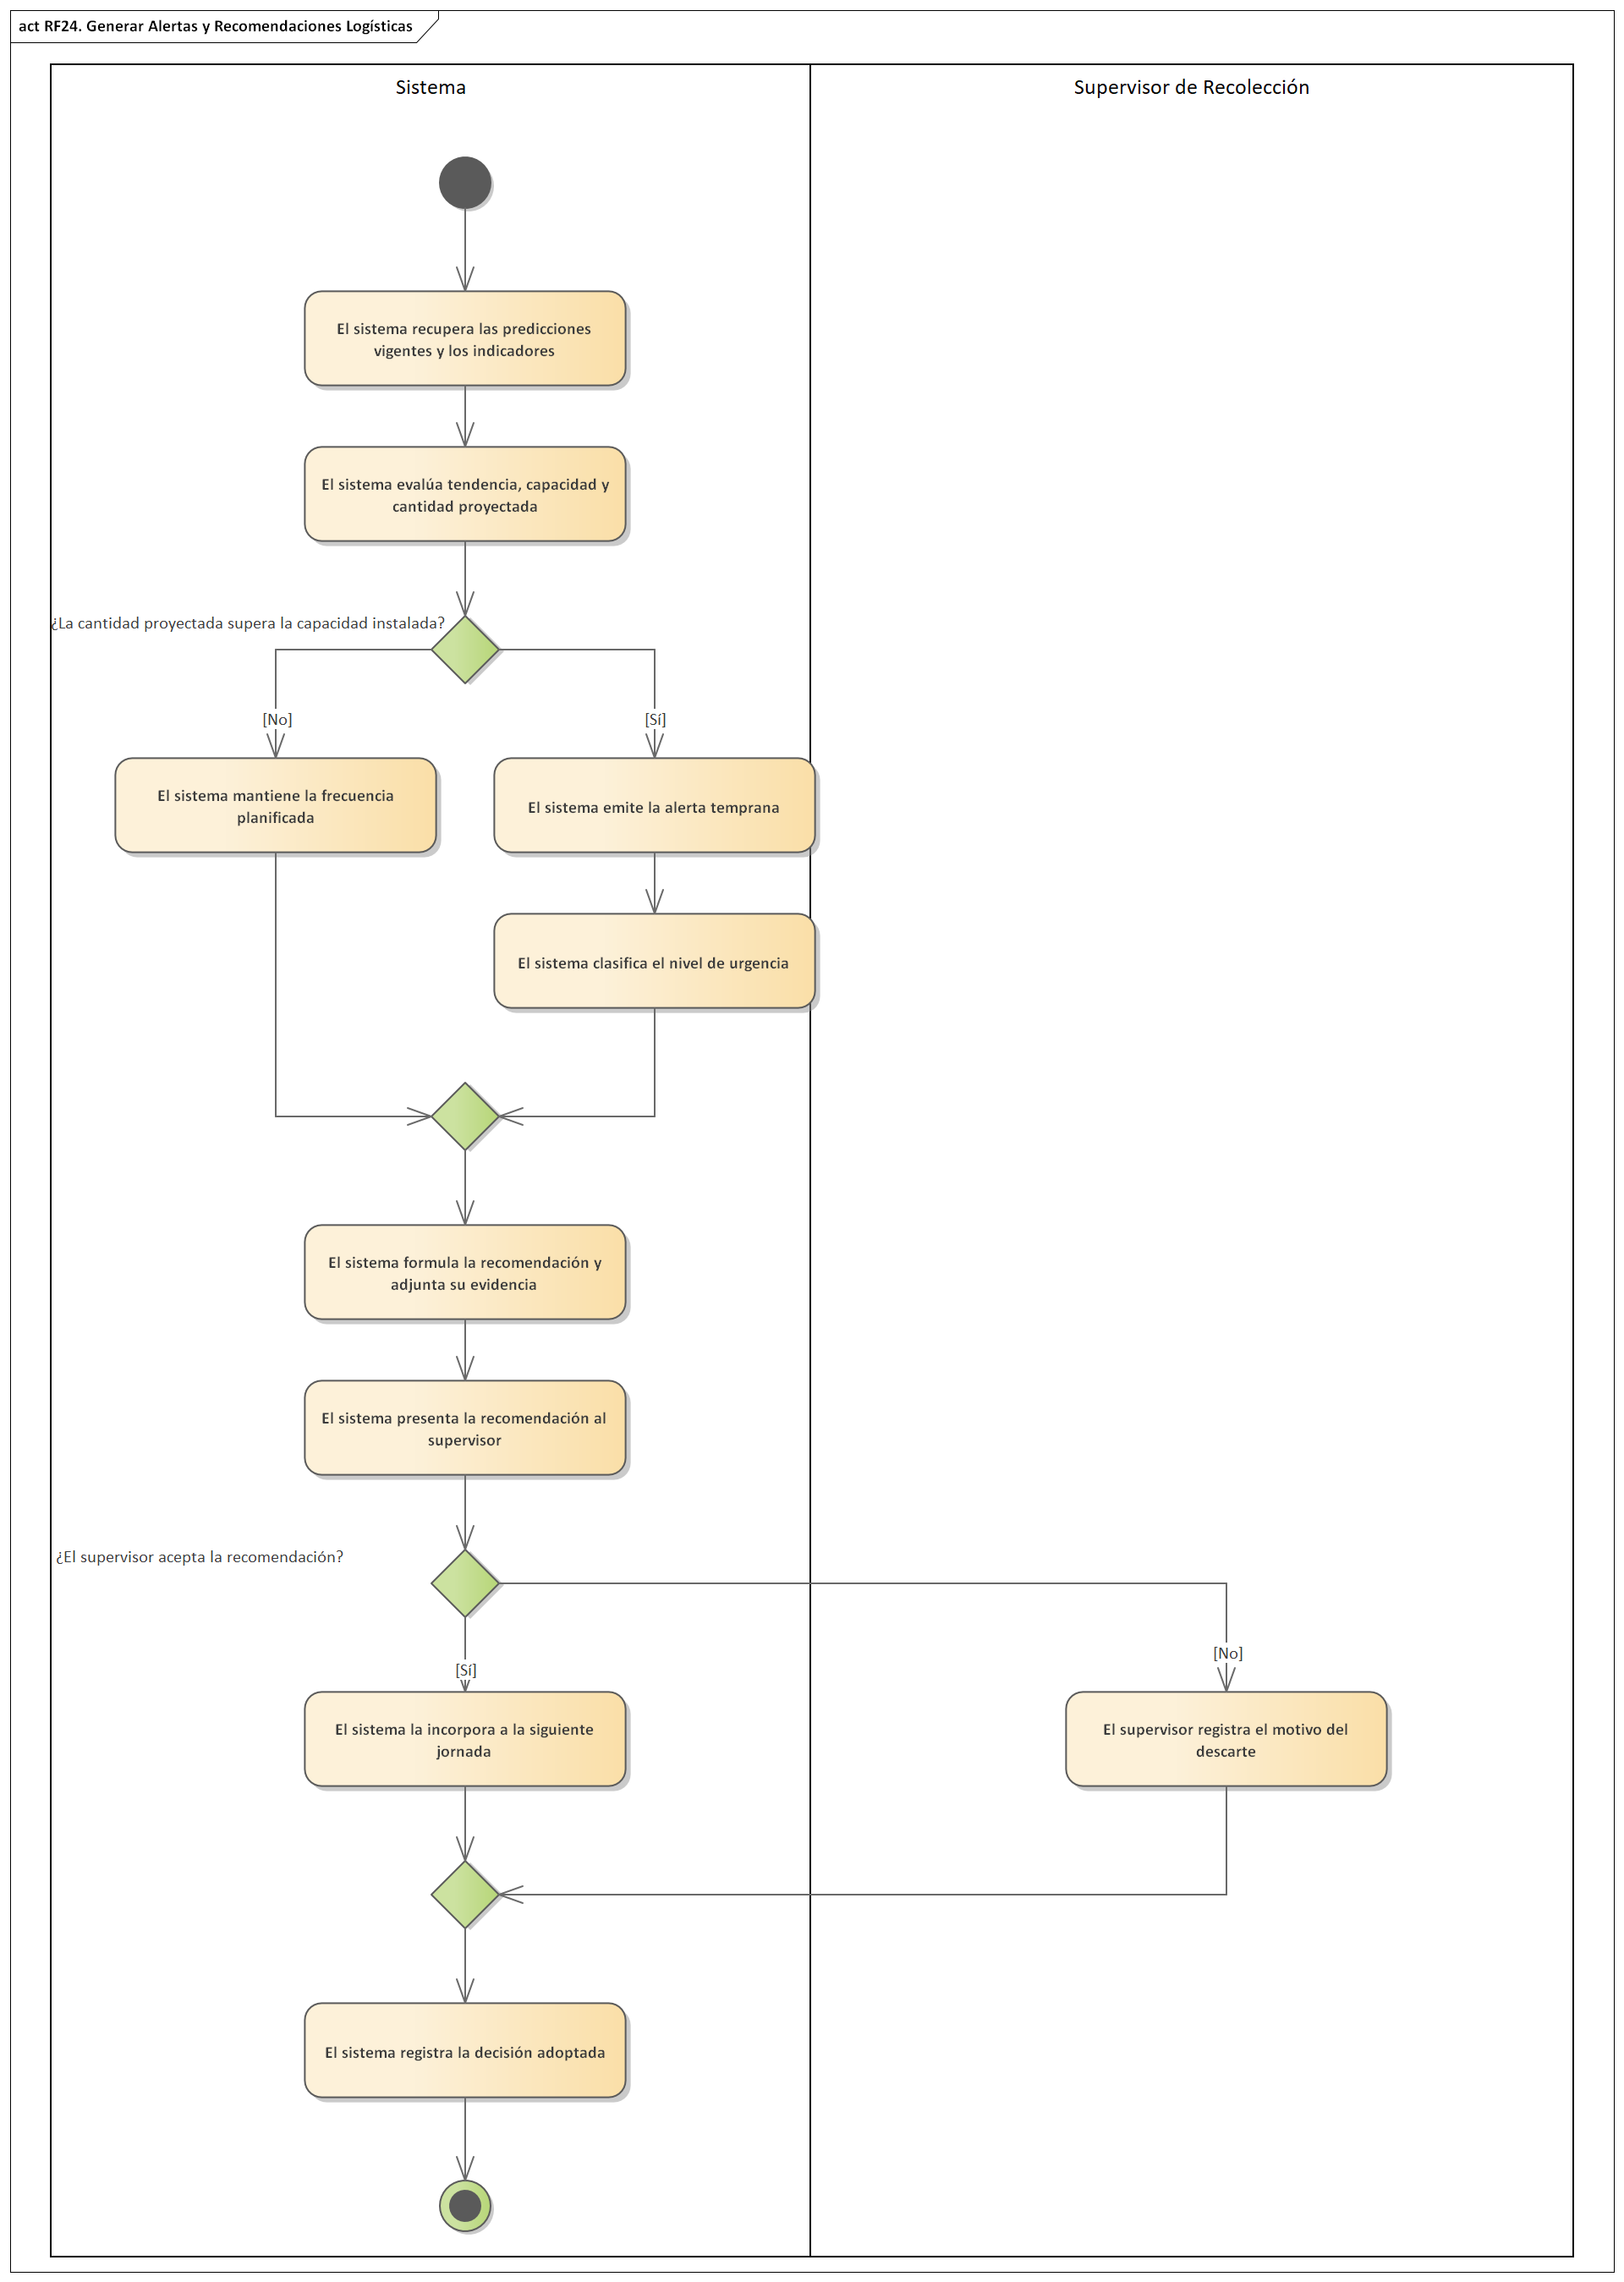 act RF24. Generar Alertas y Recomendaciones Logísticas
Sistema
Supervisor de Recolección
El sistema recupera las predicciones
vigentes y los indicadores
El sistema evalúa tendencia, capacidad y
cantidad proyectada
¿La cantidad proyectada supera la capacidad instalada?
[No]
[Sí]
El sistema mantiene la frecuencia
planificada
El sistema emite la alerta temprana
El sistema clasifica el nivel de urgencia
El sistema formula la recomendación y
adjunta su evidencia
El sistema presenta la recomendación al
supervisor
¿El supervisor acepta la recomendación?
[No]
[Sí]
El sistema la incorpora a la siguiente
jornada
El supervisor registra el motivo del
descarte
El sistema registra la decisión adoptada